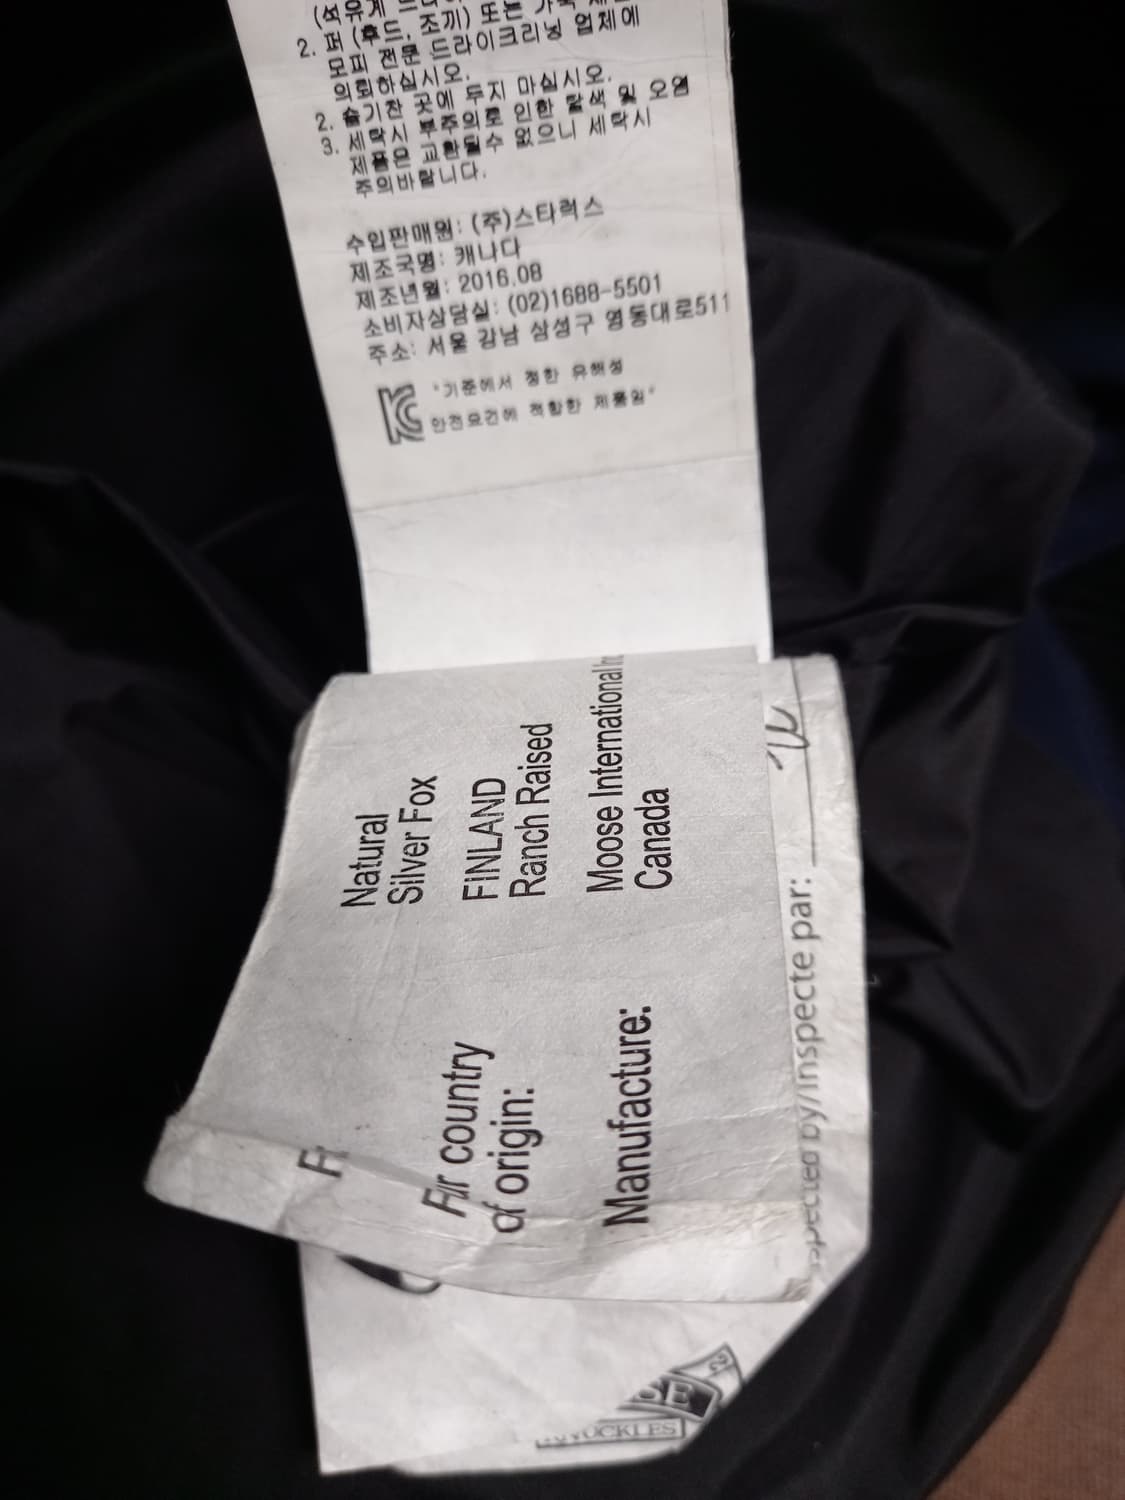 2. 퍼 (후드, 조끼) 또는
모피 전문 드라이크리닝 업체에
의뢰하십시오.
2. 습기찬 곳에 두지 마십시오.
3. 세탁시 부주의로 인한 탈색 및 오염
제품은 교환될수 없으니 세탁시
주의바랍니다.
수입판매원: (주)스타럭스
제조국명: 캐나다
제조년월: 2016.08
소비자상담실: (02)1688-5501
주소: 서울 강남 삼성구 영동대로511
"기준에서 정한 유해성
안전요건에 적합한 제품임"
Natural
Silver Fox
Fur country FINLAND
of origin: Ranch Raised
Manufacture: Moose International
Canada
by/Inspecte par:
KNUCKLES